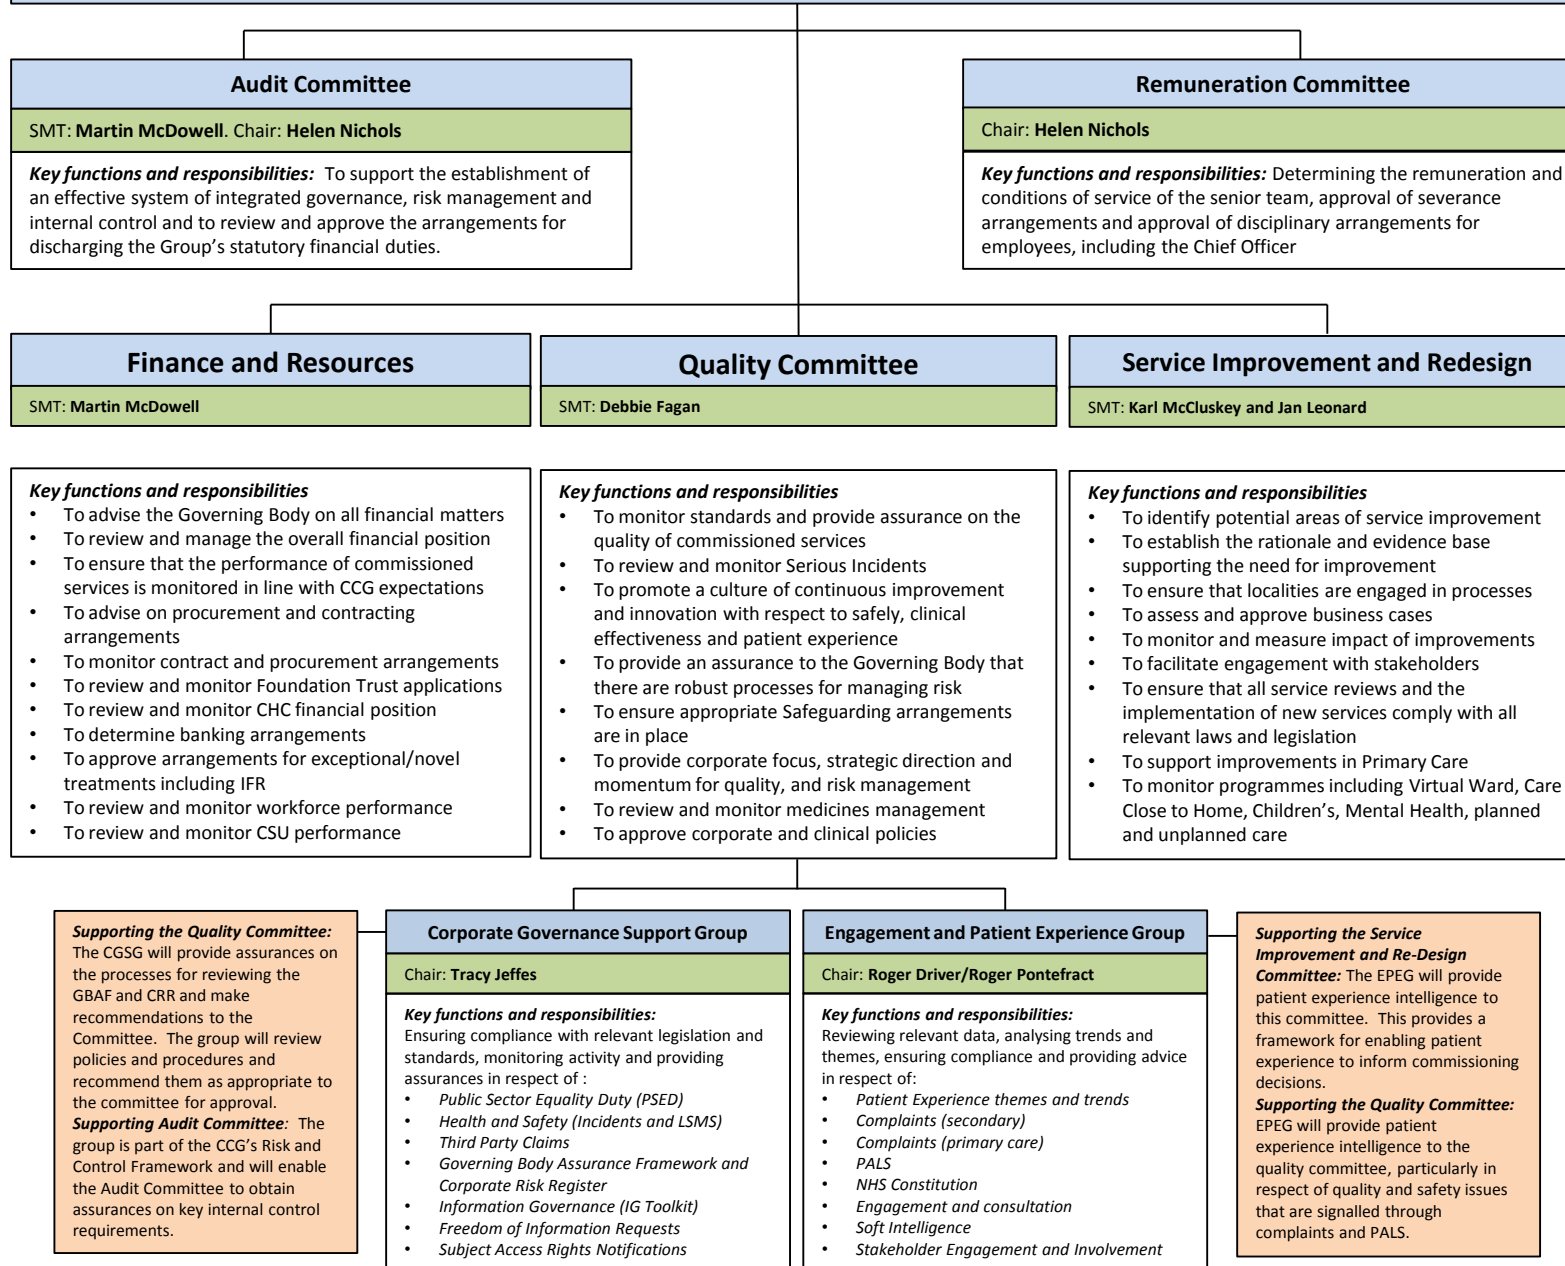 Audit Committee
SMT: Martin McDowell. Chair: Helen Nichols
Key functions and responsibilities: To support the establishment of
an effective system of integrated governance, risk management and
internal control and to review and approve the arrangements for
discharging the Group's statutory financial duties.
Remuneration Committee
Chair: Helen Nichols
Key functions and responsibilities: Determining the remuneration and
conditions of service of the senior team, approval of severance
arrangements and approval of disciplinary arrangements for
employees, including the Chief Officer
Finance and Resources
SMT: Martin McDowell
Key functions and responsibilities
• To advise the Governing Body on all financial matters
• To review and manage the overall financial position
• To ensure that the performance of commissioned
services is monitored in line with CCG expectations
• To advise on procurement and contracting
arrangements
• To monitor contract and procurement arrangements
• To review and monitor Foundation Trust applications
• To review and monitor CHC financial position
• To determine banking arrangements
• To approve arrangements for exceptional/novel
treatments including IFR
• To review and monitor workforce performance
• To review and monitor CSU performance
Quality Committee
SMT: Debbie Fagan
Key functions and responsibilities
• To monitor standards and provide assurance on the
quality of commissioned services
• To review and monitor Serious Incidents
• To promote a culture of continuous improvement
and innovation with respect to safely, clinical
effectiveness and patient experience
• To provide an assurance to the Governing Body that
there are robust processes for managing risk
• To ensure appropriate Safeguarding arrangements
are in place
• To provide corporate focus, strategic direction and
momentum for quality, and risk management
• To review and monitor medicines management
• To approve corporate and clinical policies
Service Improvement and Redesign
SMT: Karl McCluskey and Jan Leonard
Key functions and responsibilities
• To identify potential areas of service improvement
• To establish the rationale and evidence base
supporting the need for improvement
• To ensure that localities are engaged in processes
• To assess and approve business cases
• To monitor and measure impact of improvements
• To facilitate engagement with stakeholders
• To ensure that all service reviews and the
implementation of new services comply with all
relevant laws and legislation
• To support improvements in Primary Care
• To monitor programmes including Virtual Ward, Care
Close to Home, Children's, Mental Health, planned
and unplanned care
Supporting the Quality Committee:
The CGSG will provide assurances on
the processes for reviewing the
GBAF and CRR and make
recommendations to the
Committee. The group will review
policies and procedures and
recommend them as appropriate to
the committee for approval.
Supporting Audit Committee: The
group is part of the CCG's Risk and
Control Framework and will enable
the Audit Committee to obtain
assurances on key internal control
requirements.
Corporate Governance Support Group
Chair: Tracy Jeffes
Key functions and responsibilities:
Ensuring compliance with relevant legislation and
standards, monitoring activity and providing
assurances in respect of :
• Public Sector Equality Duty (PSED)
• Health and Safety (Incidents and LSMS)
• Third Party Claims
• Governing Body Assurance Framework and
Corporate Risk Register
• Information Governance (IG Toolkit)
• Freedom of Information Requests
• Subject Access Rights Notifications
Engagement and Patient Experience Group
Chair: Roger Driver/Roger Pontefract
Key functions and responsibilities:
Reviewing relevant data, analysing trends and
themes, ensuring compliance and providing advice
in respect of:
• Patient Experience themes and trends
• Complaints (secondary)
• Complaints (primary care)
• PALS
• NHS Constitution
• Engagement and consultation
• Soft Intelligence
• Stakeholder Engagement and Involvement
Supporting the Service
Improvement and Re-Design
Committee: The EPEG will provide
patient experience intelligence to
this committee. This provides a
framework for enabling patient
experience to inform commissioning
decisions.
Supporting the Quality Committee:
EPEG will provide patient
experience intelligence to the
quality committee, particularly in
respect of quality and safety issues
that are signalled through
complaints and PALS.